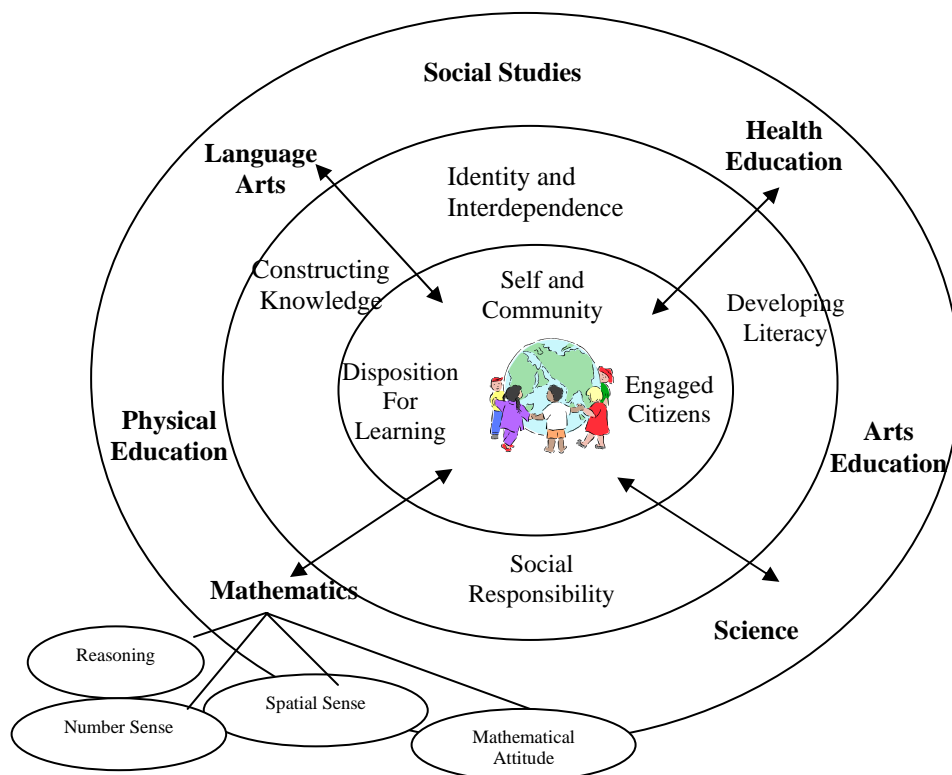 Social Studies
Language
Arts
Health
Education
Identity and
Interdependence
Constructing
Knowledge
Self and
Community
Developing
Literacy
Disposition
For
Learning
Engaged
Citizens
Physical
Education
Arts
Education
Social
Responsibility
Mathematics
Science
Reasoning
Number Sense
Spatial Sense
Mathematical
Attitude